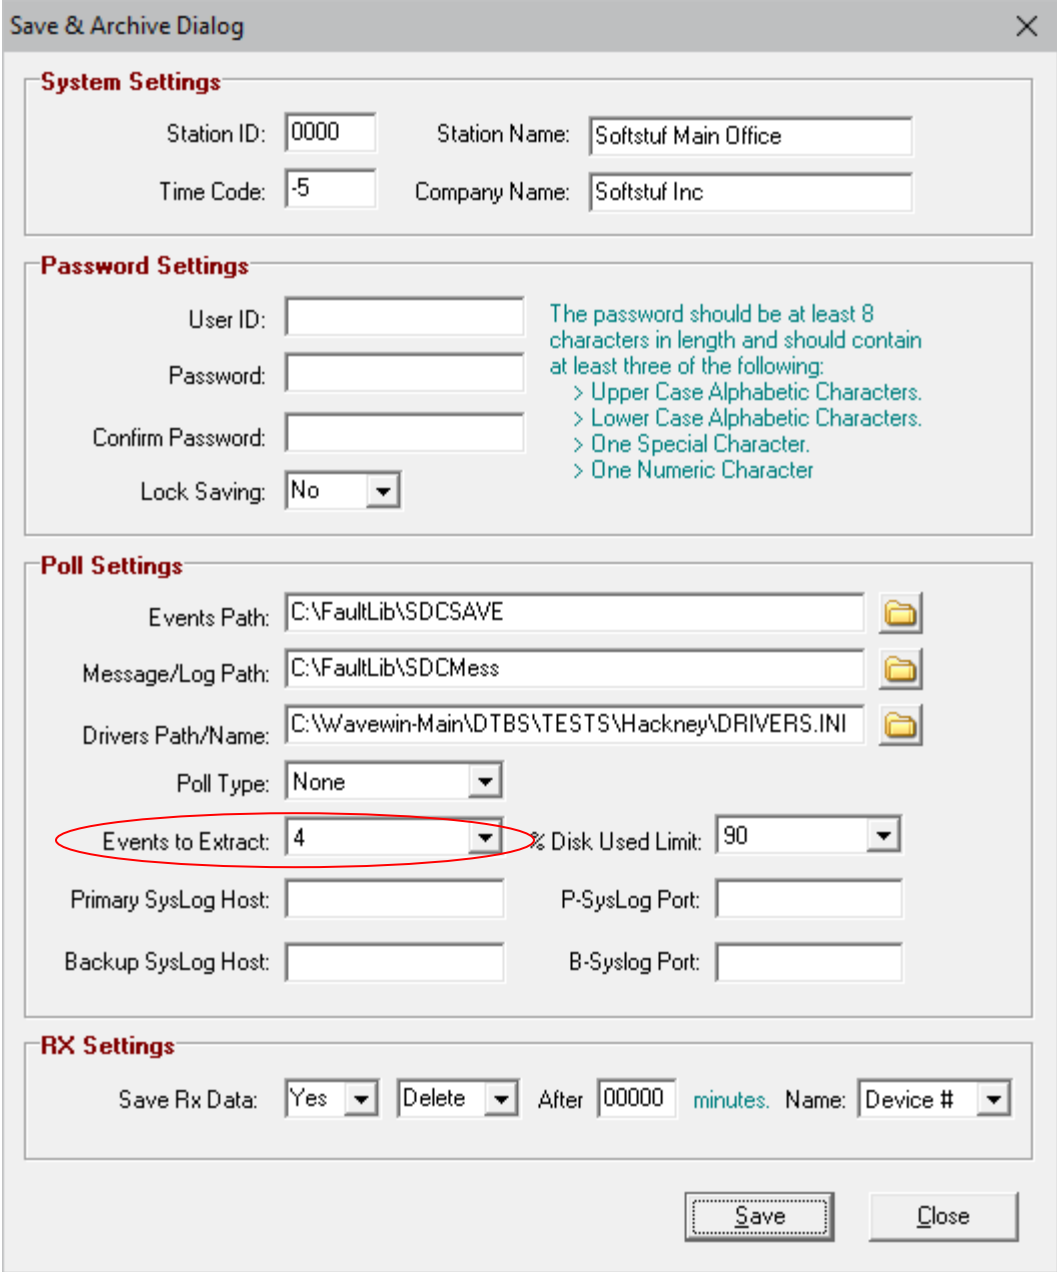 Save & Archive Dialog
System Settings
Station ID: 0000 Station Name: Softstuf Main Office
Time Code: -5 Company Name: Softstuf Inc
Password Settings
User ID:
The password should be at least 8
characters in length and should contain
at least three of the following:
> Upper Case Alphabetic Characters.
> Lower Case Alphabetic Characters.
> One Special Character.
> One Numeric Character
Password:
Confirm Password:
Lock Saving: No
Poll Settings
Events Path: C:\FaultLib\SDCSAVE
Message/Log Path: C:\FaultLib\SDCMess
Drivers Path/Name: C:\Wavewin-Main\DTBS\TESTS\Hackney\DRIVERS.INI
Poll Type: None
Events to Extract: 4 % Disk Used Limit: 90
Primary SysLog Host: P-SysLog Port:
Backup SysLog Host: B-Syslog Port:
RX Settings
Save Rx Data: Yes Delete After 00000 minutes. Name: Device #
Save Close